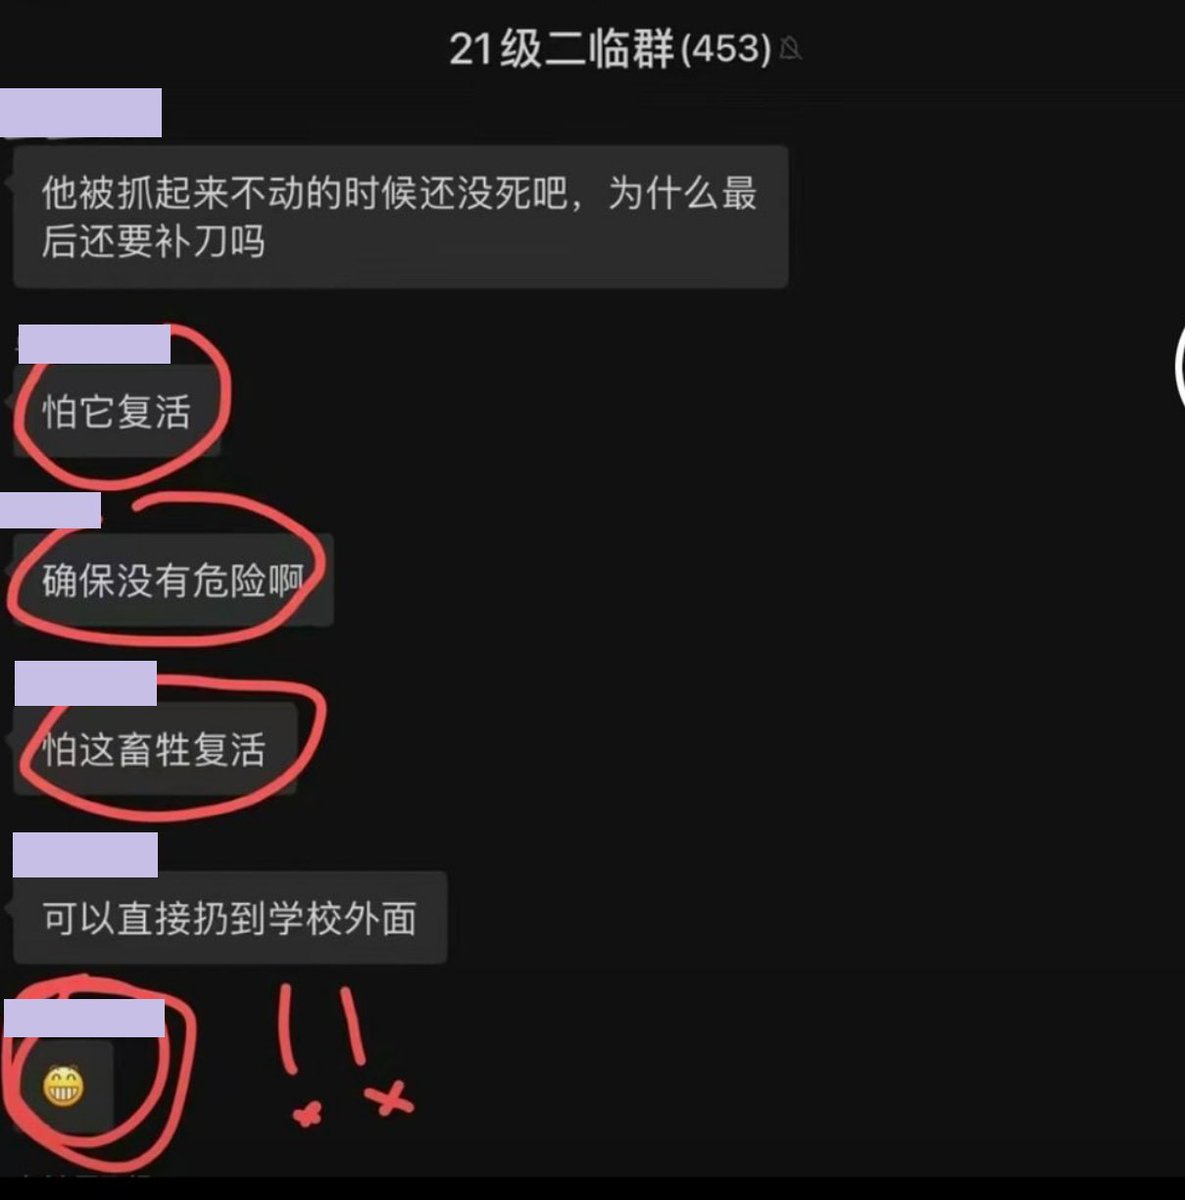 21级二临群(453)
他被抓起来不动的时候还没死吧，为什么最
后还要补刀吗
怕它复活
确保没有危险啊
怕这畜牲复活
可以直接扔到学校外面